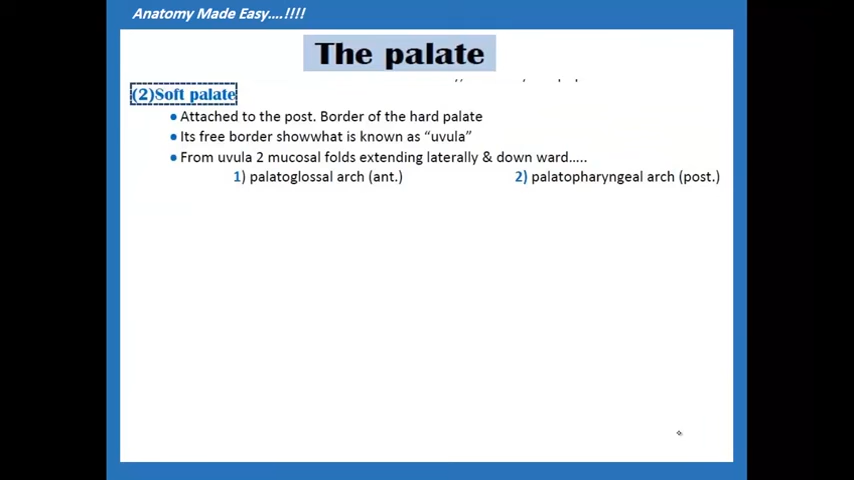 Anatomy Made Easy....!!!!
The palate
(2)Soft palate
● Attached to the post. Border of the hard palate
● Its free border showwhat is known as “uvula”
● From uvula 2 mucosal folds extending laterally & down ward.....
1) palatoglossal arch (ant.) 2) palatopharyngeal arch (post.)